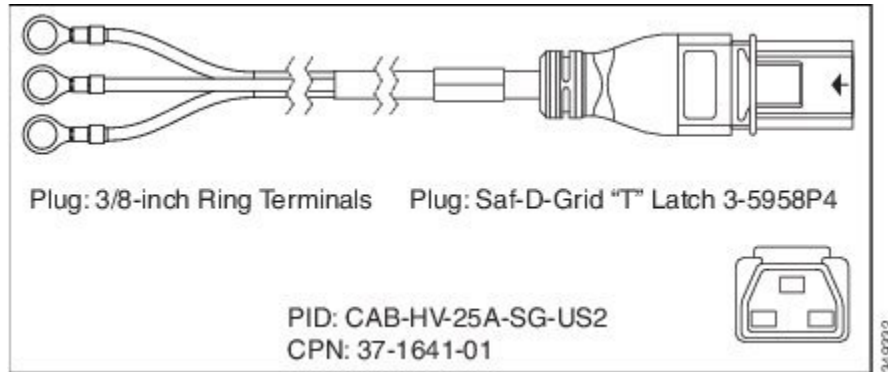 Plug: 3/8-inch Ring Terminals Plug: Saf-D-Grid “T” Latch 3-5958P4
PID: CAB-HV-25A-SG-US2
CPN: 37-1641-01